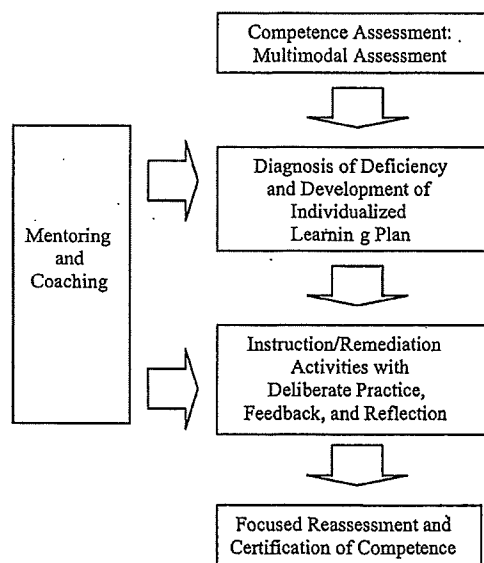 Competence Assessment:
Multimodal Assessment
Diagnosis of Deficiency
and Development of
Individualized
Learnin g Plan
Mentoring
and
Coaching
Instruction/Remediation
Activities with
Deliberate Practice,
Feedback, and Reflection
Focused Reassessment and
Certification of Competence